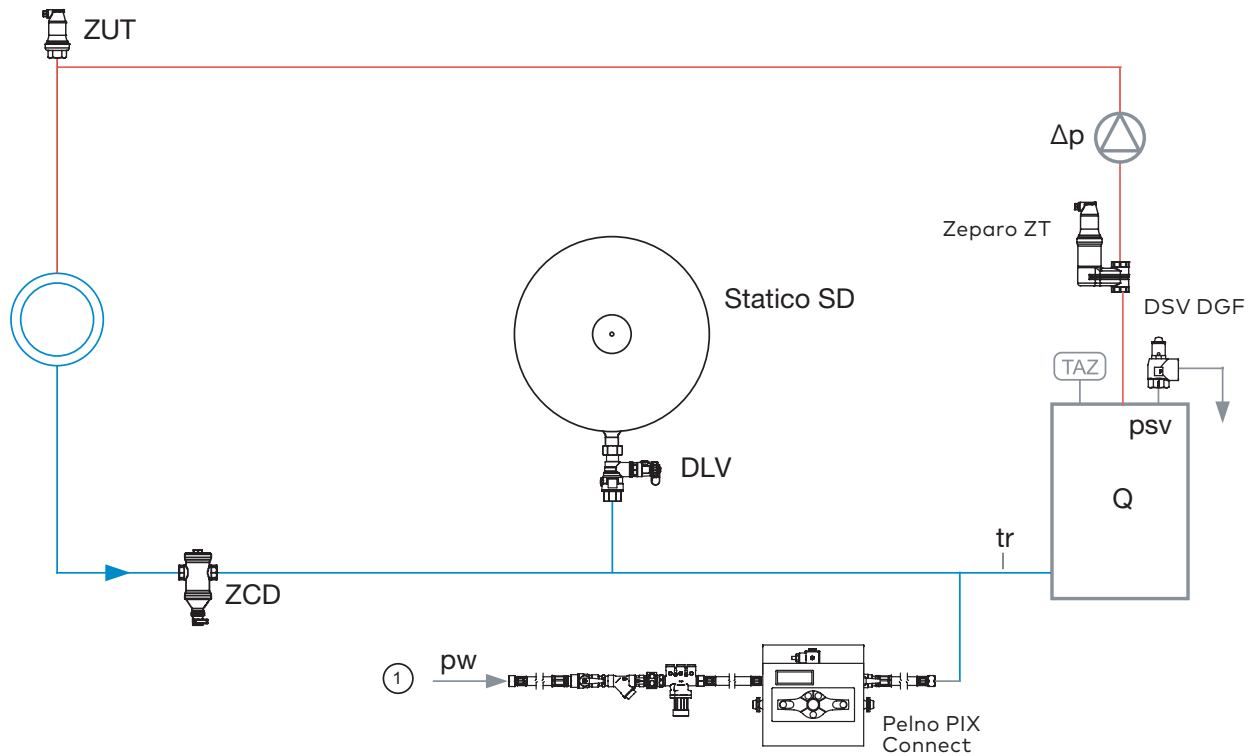 ZUT
Δp
Zeparo ZT
Statico SD
DSV DGF
TAZ
psv
DLV
Q
tr
ZCD
1
pw
Pelno PIX
Connect